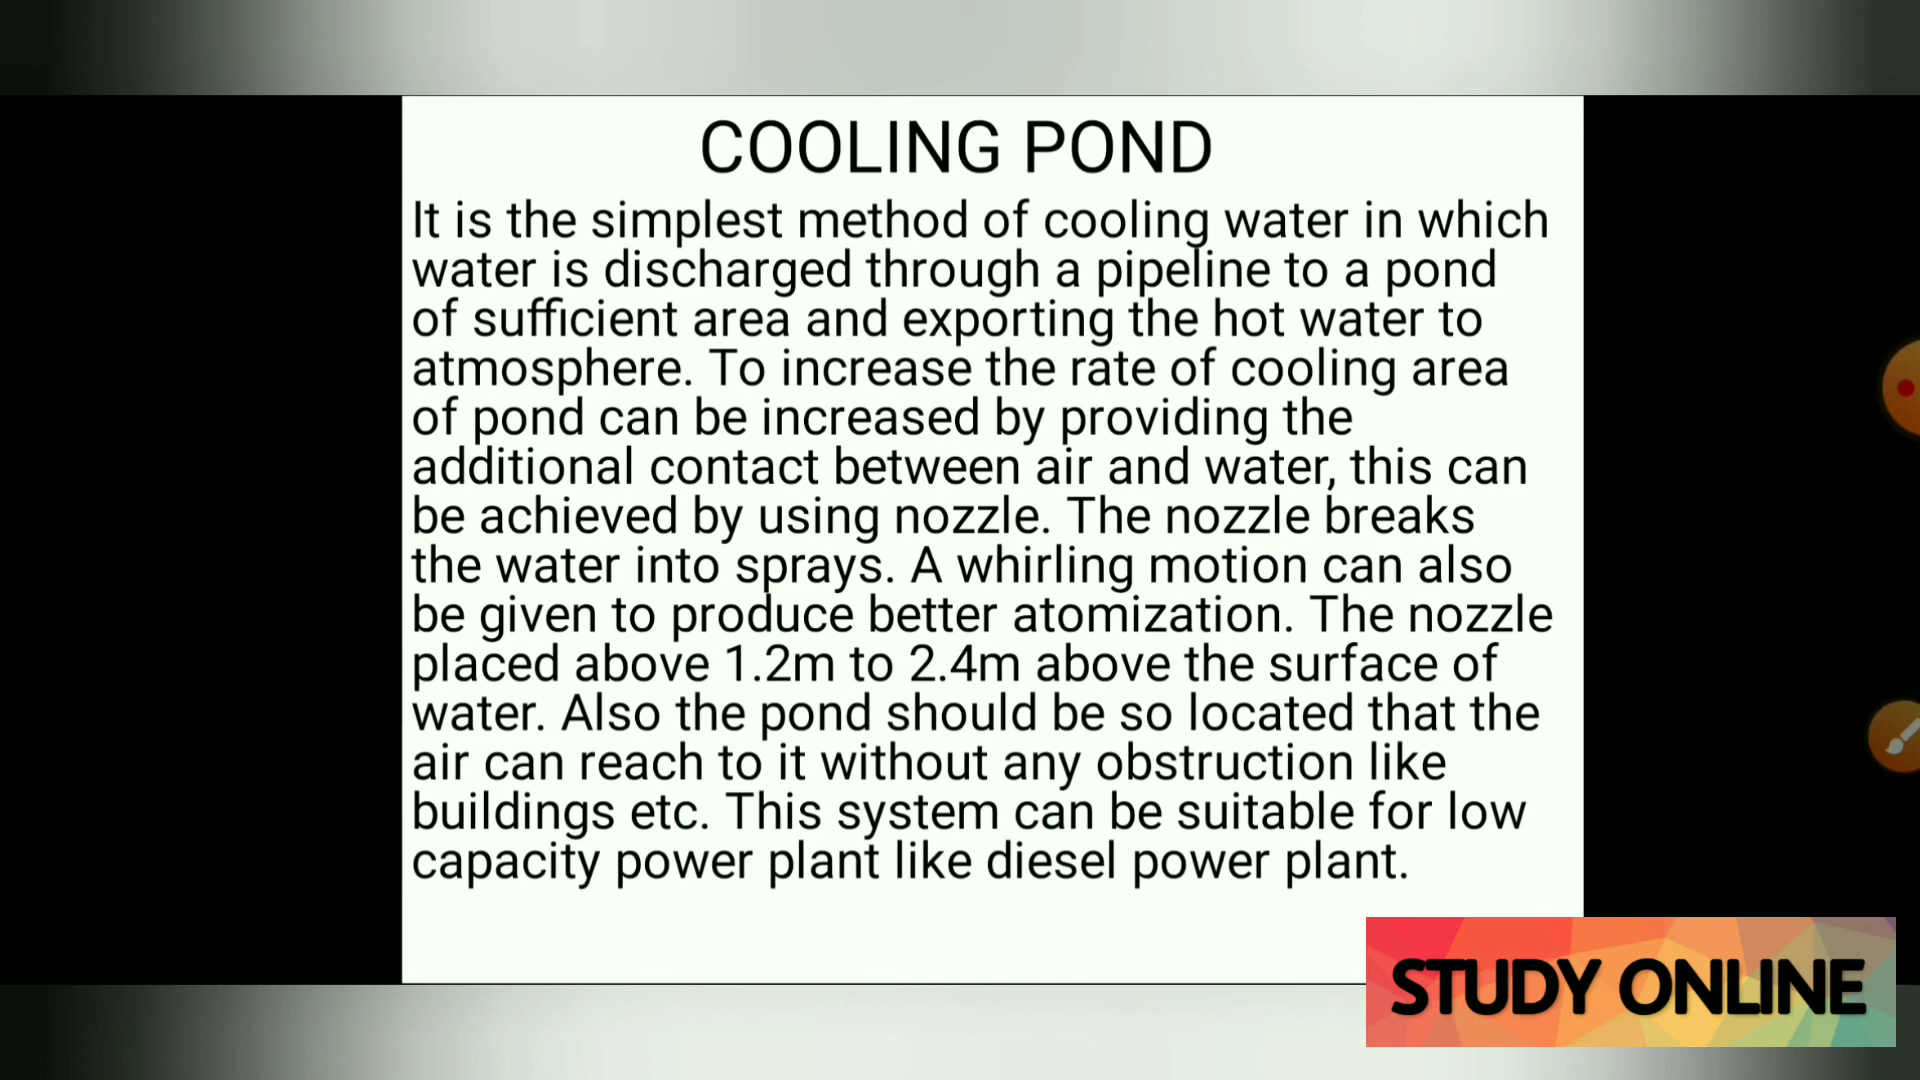 COOLING POND
It is the simplest method of cooling water in which
water is discharged through a pipeline to a pond
of sufficient area and exporting the hot water to
atmosphere. To increase the rate of cooling area
of pond can be increased by providing the
additional contact between air and water, this can
be achieved by using nozzle. The nozzle breaks
the water into sprays. A whirling motion can also
be given to produce better atomization. The nozzle
placed above 1.2m to 2.4m above the surface of
water. Also the pond should be so located that the
air can reach to it without any obstruction like
buildings etc. This system can be suitable for low
capacity power plant like diesel power plant.
STUDY ONLINE